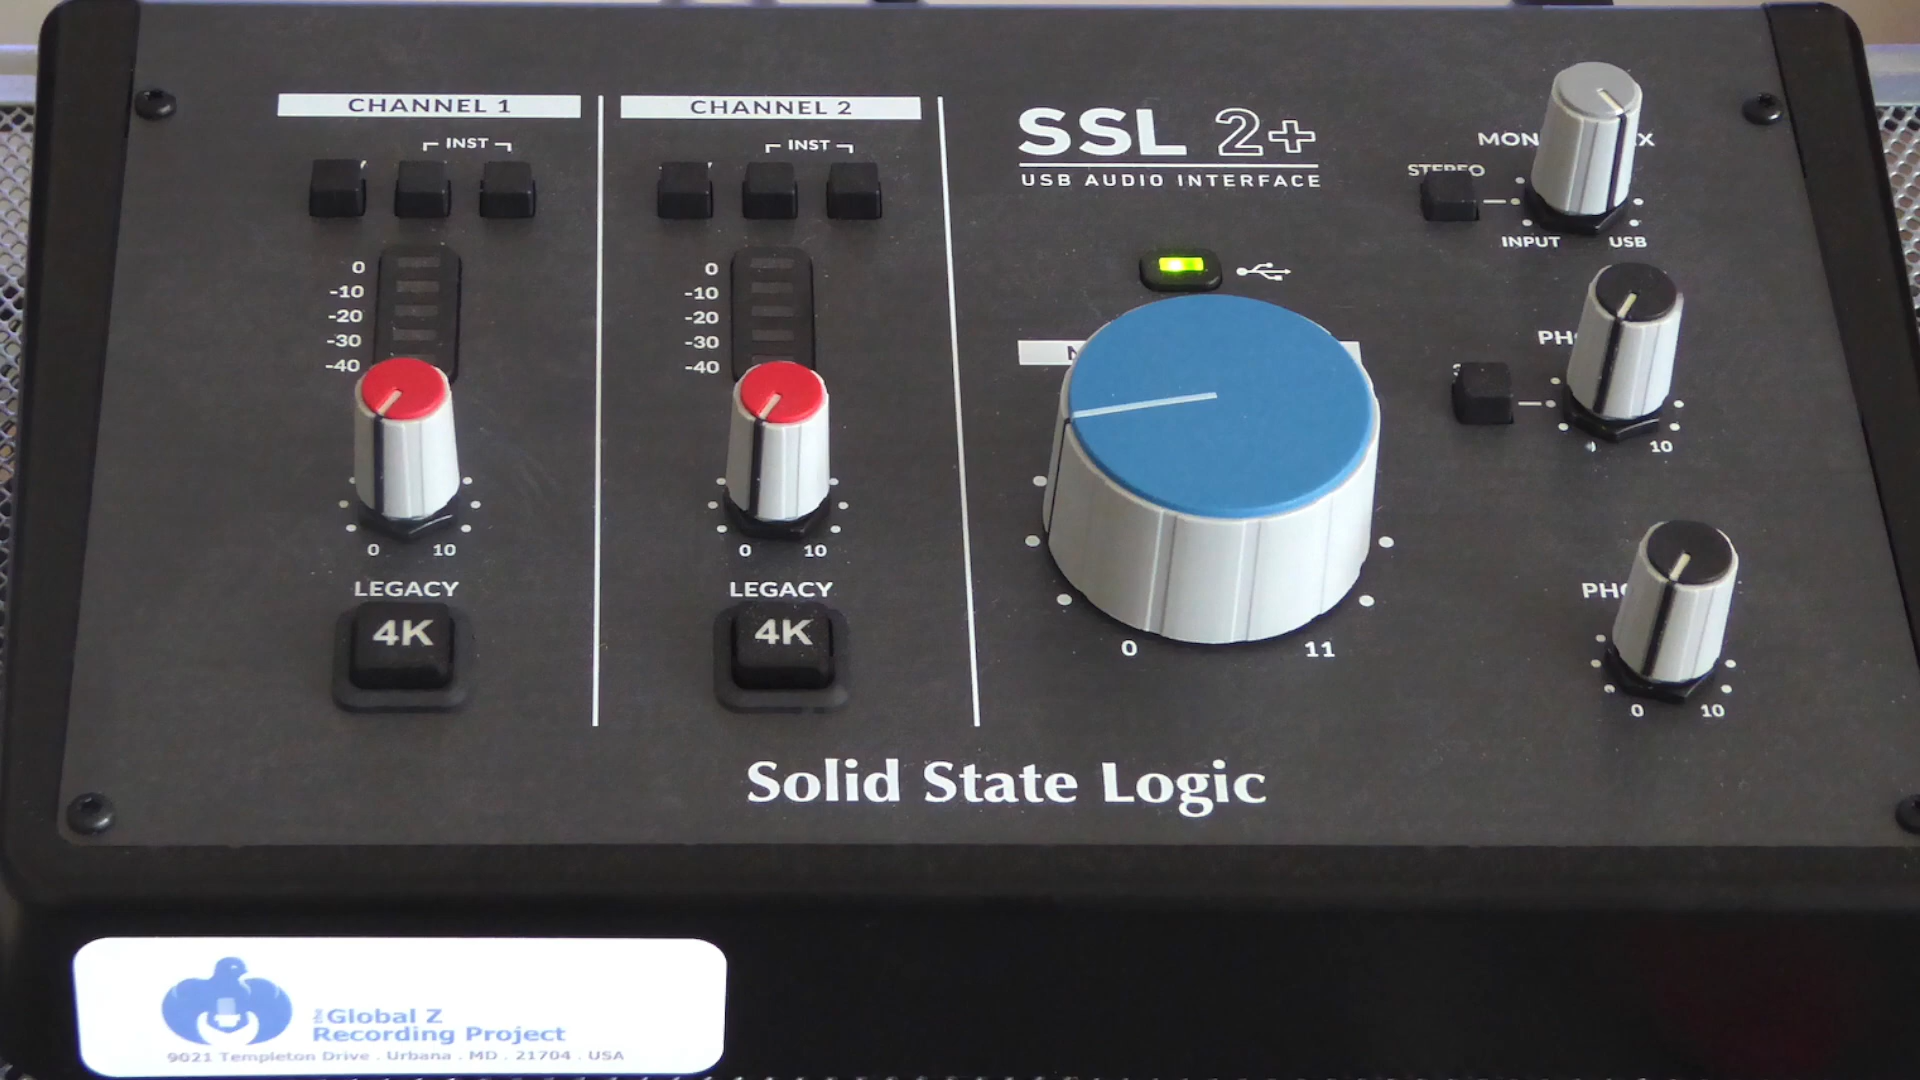 CHANNEL 1
INST
0
-10
-20
-30
-40
0 10
LEGACY
4K
CHANNEL 2
INST
0
-10
-20
-30
-40
0 10
LEGACY
4K
SSL 2+
USB AUDIO INTERFACE
0 11
STEREO
INPUT USB
10
0 10
Solid State Logic
the Global Z
Recording Project
9021 Templeton Drive . Urbana . MD . 21704 . USA